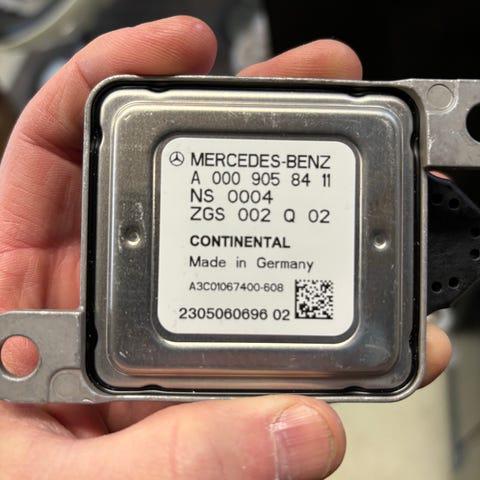 MERCEDES-BENZ
A 000 905 84 11
NS 0004
ZGS 002 Q 02
CONTINENTAL
Made in Germany
A3C01067400-608
2305060696 02